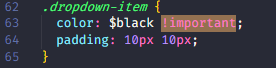 62 .dropdown-item {
63 color: $black !important;
64 padding: 10px 10px;
65 }